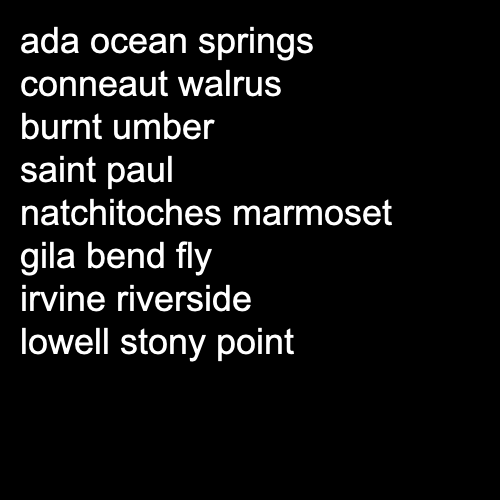 ada ocean springs
conneaut walrus
burnt umber
saint paul
natchitoches marmoset
gila bend fly
irvine riverside
lowell stony point